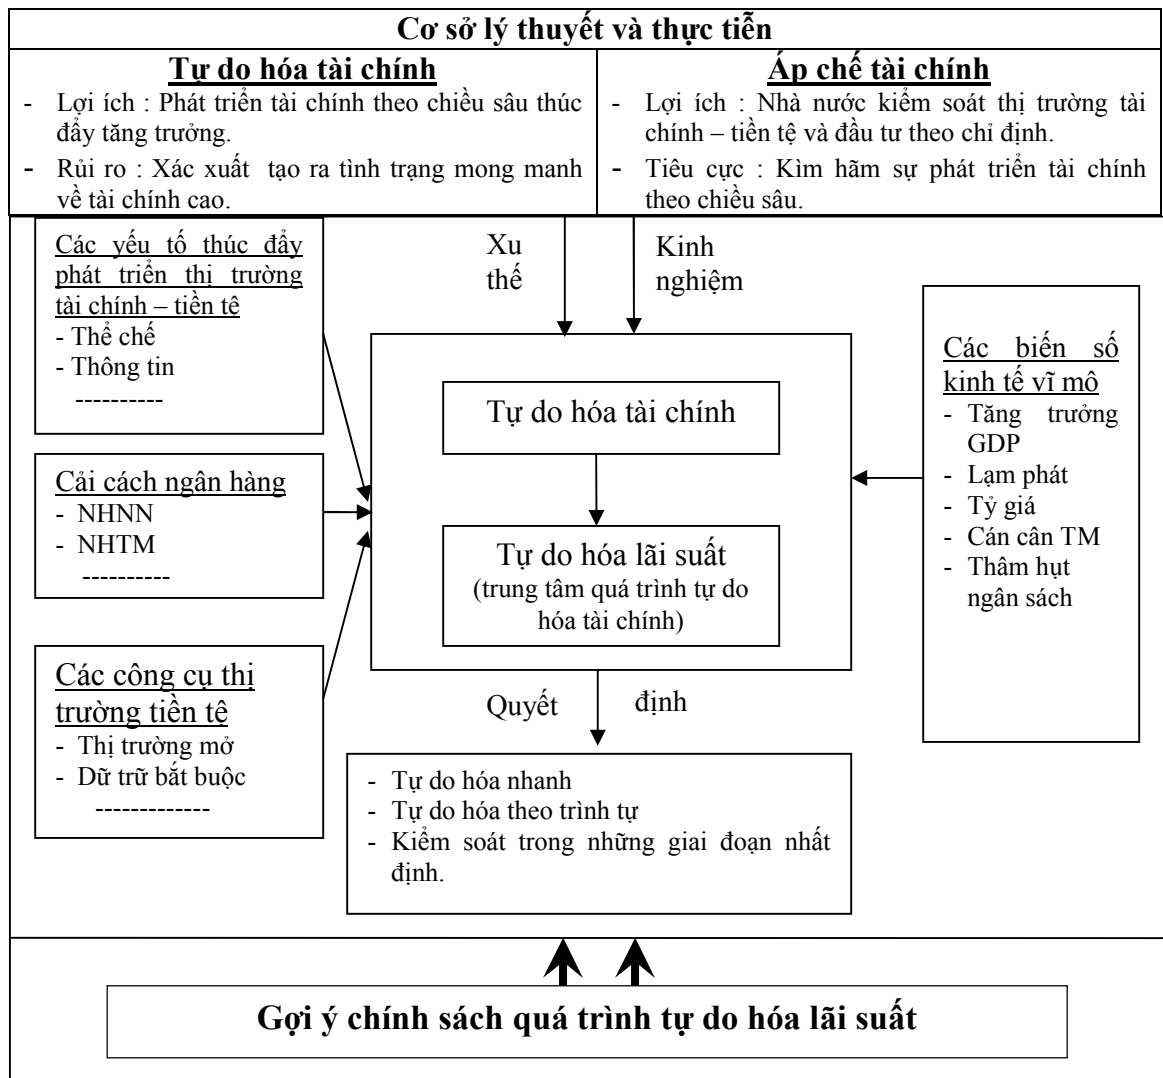 Cơ sở lý thuyết và thực tiễn
Tự do hóa tài chính
- Lợi ích : Phát triển tài chính theo chiều sâu thúc
đẩy tăng trưởng.
- Rủi ro : Xác xuất tạo ra tình trạng mong manh
về tài chính cao.
Áp chế tài chính
- Lợi ích : Nhà nước kiểm soát thị trường tài
chính – tiền tệ và đầu tư theo chỉ định.
- Tiêu cực : Kìm hãm sự phát triển tài chính
theo chiều sâu.
Xu
thế
Kinh
nghiệm
Các yếu tố thúc đẩy
phát triển thị trường
tài chính – tiền tê
- Thể chế
- Thông tin
----------
Cải cách ngân hàng
- NHNN
- NHTM
----------
Các công cụ thị
trường tiền tệ
- Thị trường mở
- Dữ trữ bắt buộc
-------------
Tự do hóa tài chính
Tự do hóa lãi suất
(trung tâm quá trình tự do
hóa tài chính)
Các biến số
kinh tế vĩ mô
- Tăng trưởng
GDP
- Lạm phát
- Tỷ giá
- Cán cân TM
- Thâm hụt
ngân sách
Quyết định
- Tự do hóa nhanh
- Tự do hóa theo trình tự
- Kiểm soát trong những giai đoạn nhất
định.
Gợi ý chính sách quá trình tự do hóa lãi suất